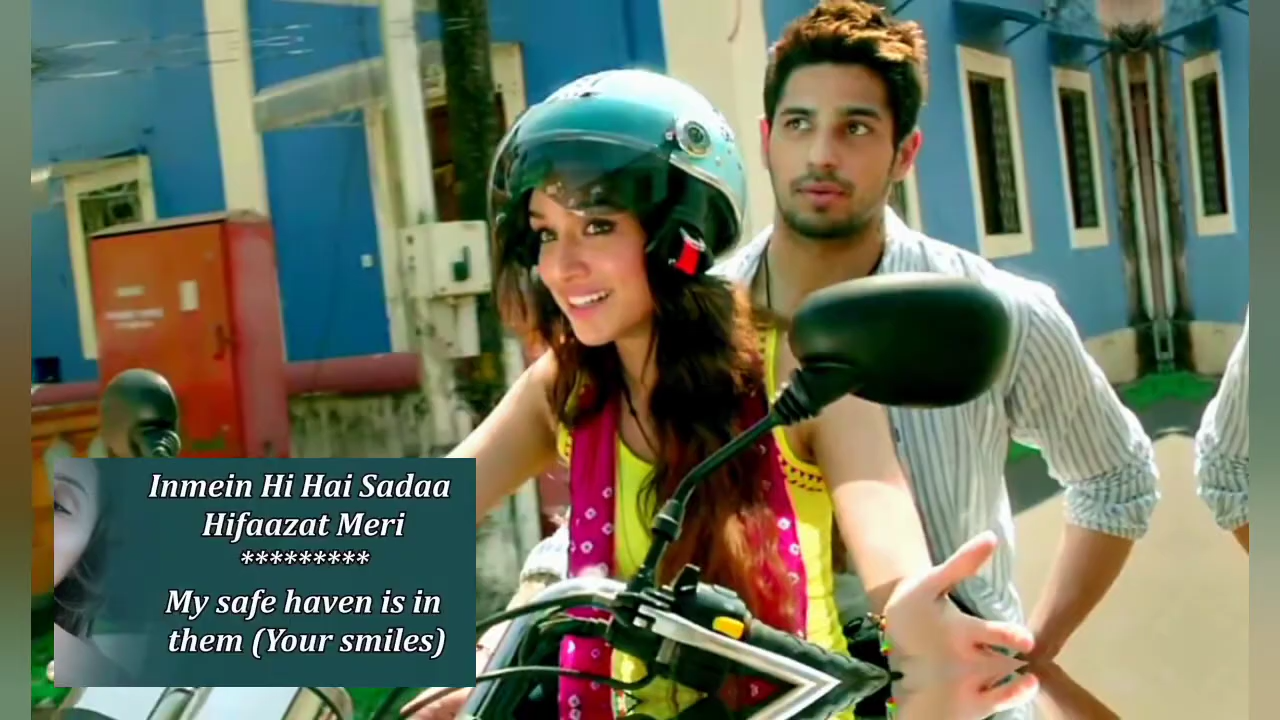 Inmein Hi Hai Sadaa
Hifaazat Meri
*********
My safe haven is in
them (Your smiles)